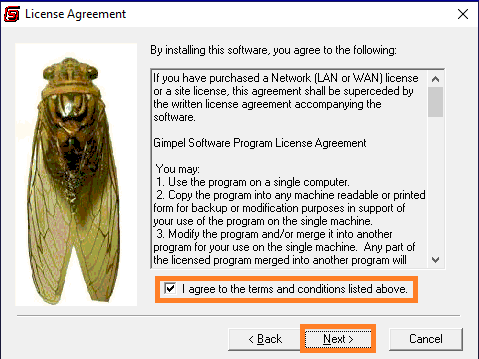 License Agreement
By installing this software, you agree to the following:
If you have purchased a Network (LAN or WAN) license
or a site license, this agreement shall be superceded by
the written license agreement accompanying the
software.
Gimpel Software Program License Agreement
You may:
1. Use the program on a single computer.
2. Copy the program into any machine readable or printed
form for backup or modification purposes in support of
your use of the program on the single machine.
3. Modify the program and/or merge it into another
program for your use on the single machine.  Any part of
the licensed program merged into another program will
I agree to the terms and conditions listed above.
< Back
Next >
Cancel